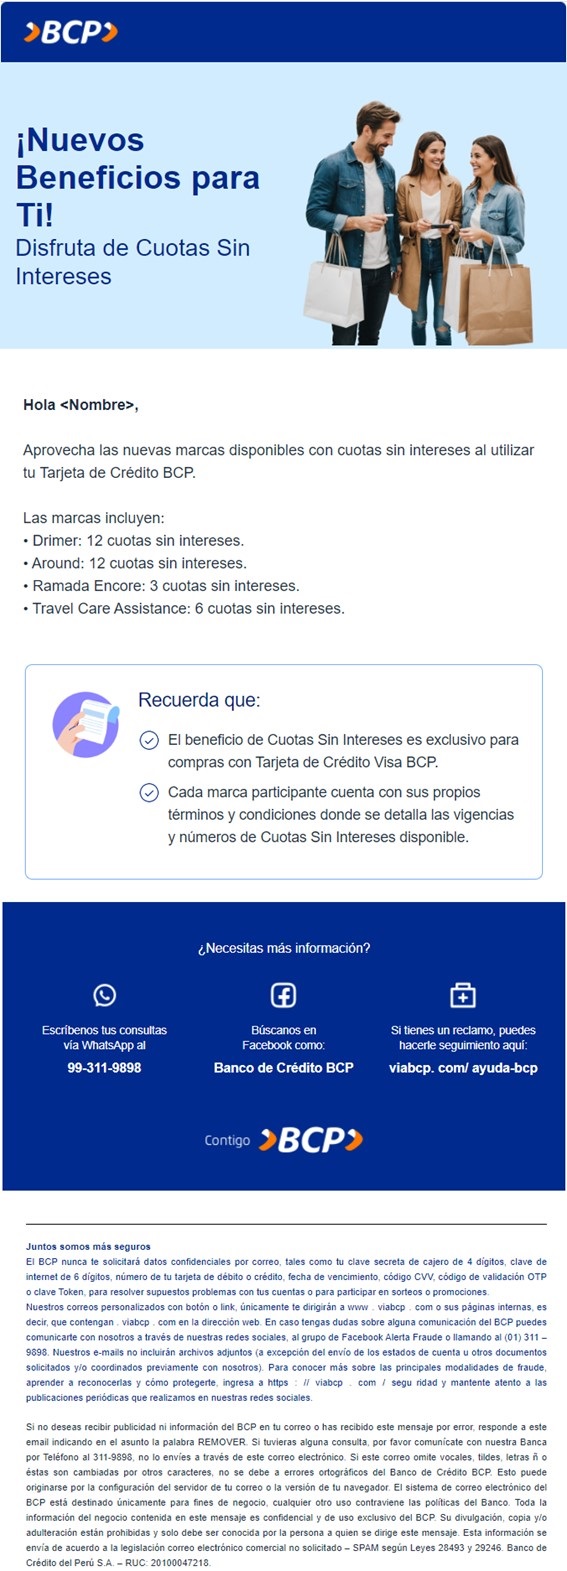 BCP
¡Nuevos
Beneficios para
Ti!
Disfruta de Cuotas Sin
Intereses
Hola <Nombre>,
Aprovecha las nuevas marcas disponibles con cuotas sin intereses al utilizar
tu Tarjeta de Crédito BCP.
Las marcas incluyen:
• Drimer: 12 cuotas sin intereses.
• Around: 12 cuotas sin intereses.
• Ramada Encore: 3 cuotas sin intereses.
• Travel Care Assistance: 6 cuotas sin intereses.
Recuerda que:
El beneficio de Cuotas Sin Intereses es exclusivo para
compras con Tarjeta de Crédito Visa BCP.
Cada marca participante cuenta con sus propios
términos y condiciones donde se detalla las vigencias
y números de Cuotas Sin Intereses disponible.
¿Necesitas más información?
Escríbenos tus consultas
vía WhatsApp al
99-311-9898
Búscanos en
Facebook como:
Banco de Crédito BCP
Si tienes un reclamo, puedes
hacerle seguimiento aquí:
viabcp. com/ ayuda-bcp
Contigo BCP
Juntos somos más seguros
El BCP nunca te solicitará datos confidenciales por correo, tales como tu clave secreta de cajero de 4 dígitos, clave de
internet de 6 dígitos, número de tu tarjeta de débito o crédito, fecha de vencimiento, código CVV, código de validación OTP
o clave Token, para resolver supuestos problemas con tus cuentas o para participar en sorteos o promociones.
Nuestros correos personalizados con botón o link, únicamente te dirigirán a www . viabcp . com o sus páginas internas, es
decir, que contengan . viabcp . com en la dirección web. En caso tengas dudas sobre alguna comunicación del BCP puedes
comunicarte con nosotros a través de nuestras redes sociales, al grupo de Facebook Alerta Fraude o llamando al (01) 311 –
9898. Nuestros e-mails no incluirán archivos adjuntos (a excepción del envío de los estados de cuenta u otros documentos
solicitados y/o coordinados previamente con nosotros). Para conocer más sobre las principales modalidades de fraude,
aprender a reconocerlas y cómo protegerte, ingresa a https : // viabcp . com / segu ridad y mantente atento a las
publicaciones periódicas que realizamos en nuestras redes sociales.
Si no deseas recibir publicidad ni información del BCP en tu correo o has recibido este mensaje por error, responde a este
email indicando en el asunto la palabra REMOVER. Si tuvieras alguna consulta, por favor comunícate con nuestra Banca
por Teléfono al 311-9898, no lo envíes a través de este correo electrónico. Si este correo omite vocales, tildes, letras ñ o
éstas son cambiadas por otros caracteres, no se debe a errores ortográficos del Banco de Crédito BCP. Esto puede
originarse por la configuración del servidor de tu correo o la versión de tu navegador. El sistema de correo electrónico del
BCP está destinado únicamente para fines de negocio, cualquier otro uso contraviene las políticas del Banco. Toda la
información del negocio contenida en este mensaje es confidencial y de uso exclusivo del BCP. Su divulgación, copia y/o
adulteración están prohibidas y solo debe ser conocida por la persona a quien se dirige este mensaje. Esta información se
envía de acuerdo a la legislación correo electrónico comercial no solicitado – SPAM según Leyes 28493 y 29246. Banco de
Crédito del Perú S.A. – RUC: 20100047218.